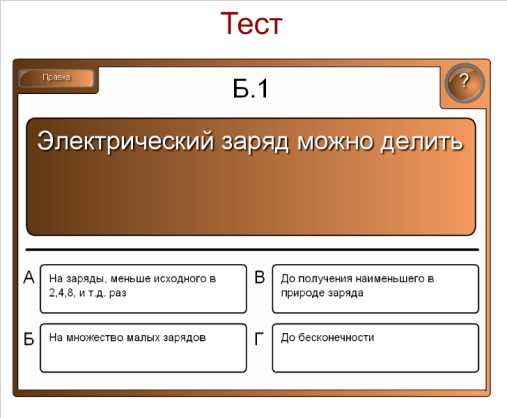 Тест
Правка
?
Б.1
Электрический заряд можно делить
А
На заряды, меньше исходного в
2,4,8, и т.д. раз
В
До получения наименьшего в
природе заряда
Б
На множество малых зарядов
Г
До бесконечности